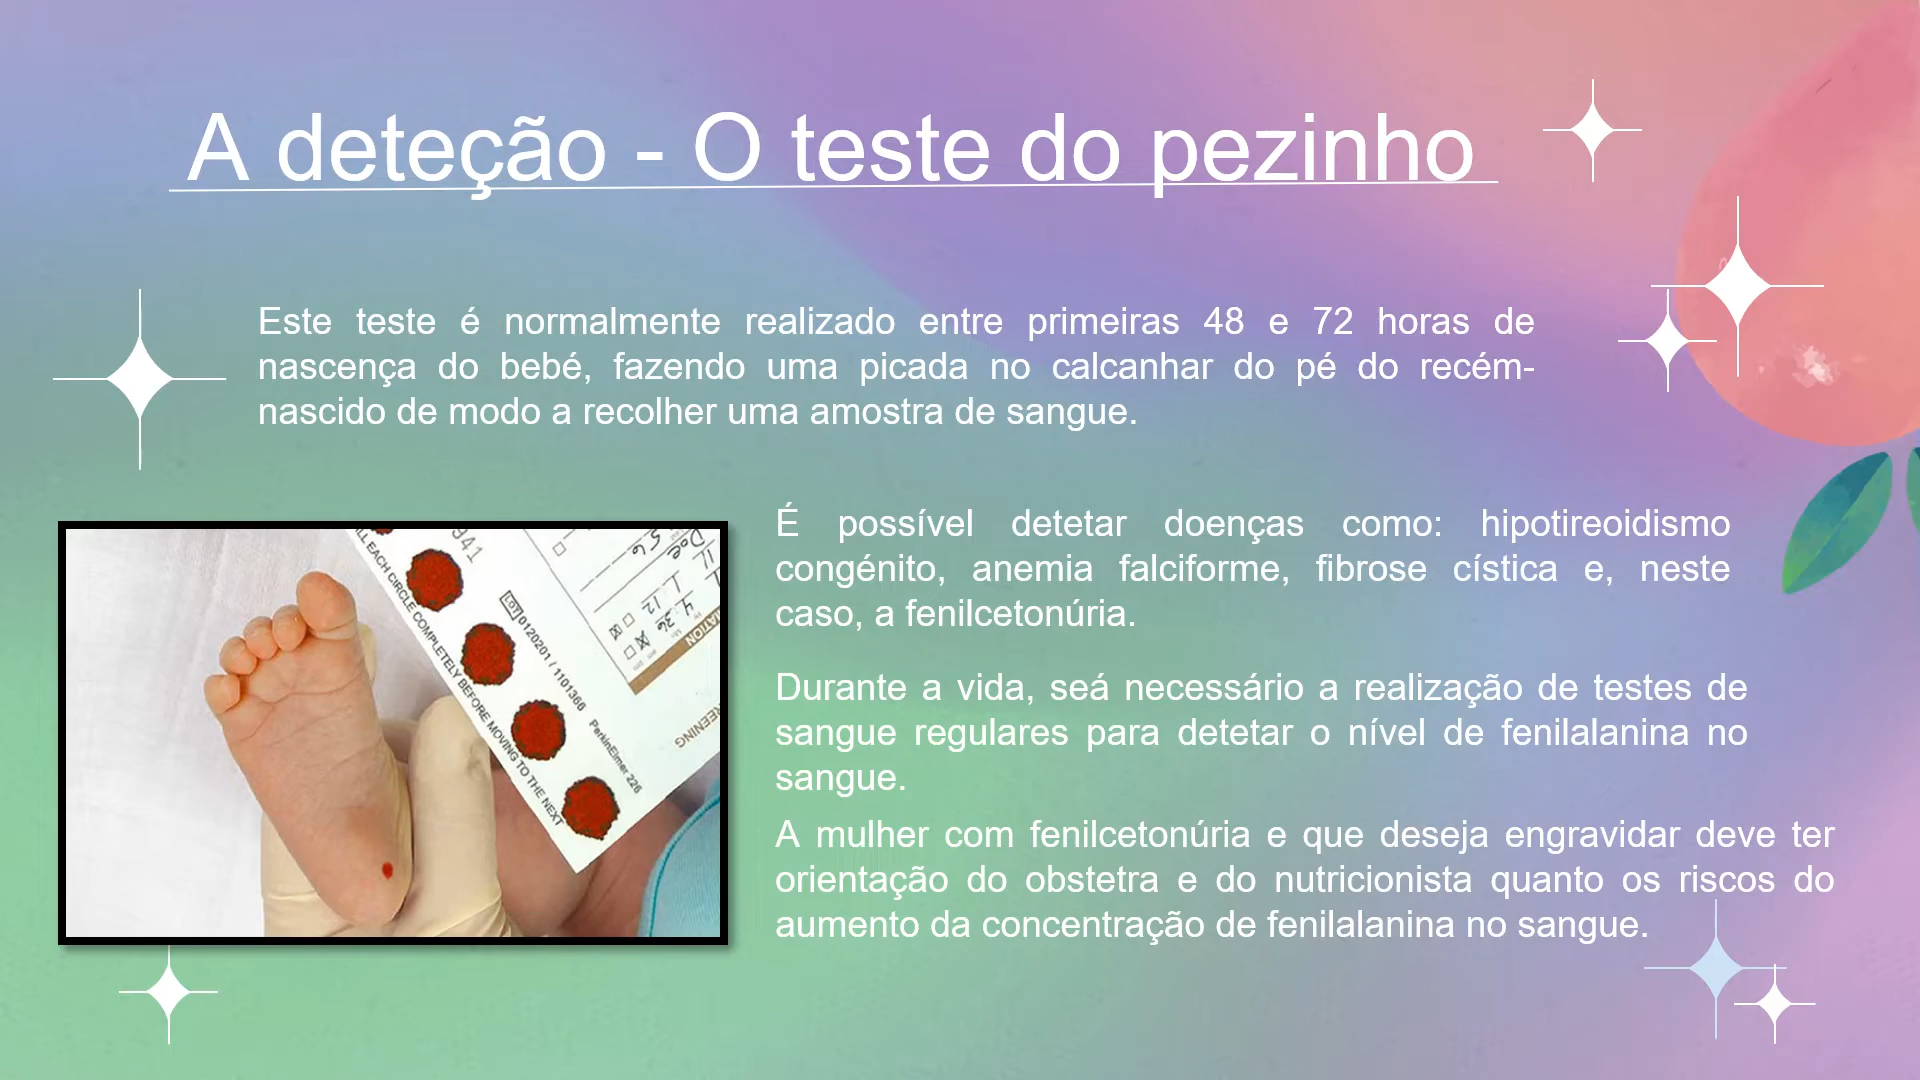 A deteção - O teste do pezinho
Este teste é normalmente realizado entre primeiras 48 e 72 horas de
nascença do bebé, fazendo uma picada no calcanhar do pé do recém-
nascido de modo a recolher uma amostra de sangue.
É possível detetar doenças como: hipotireoidismo
congénito, anemia falciforme, fibrose cística e, neste
caso, a fenilcetonúria.
Durante a vida, seá necessário a realização de testes de
sangue regulares para detetar o nível de fenilalanina no
sangue.
A mulher com fenilcetonúria e que deseja engravidar deve ter
orientação do obstetra e do nutricionista quanto os riscos do
aumento da concentração de fenilalanina no sangue.
941
EACH CIRCLE COMPLETELY BEFORE MOVING TO THE NEXT
LOT 0120201 / 1101366 PerkinElmer 226
Doe